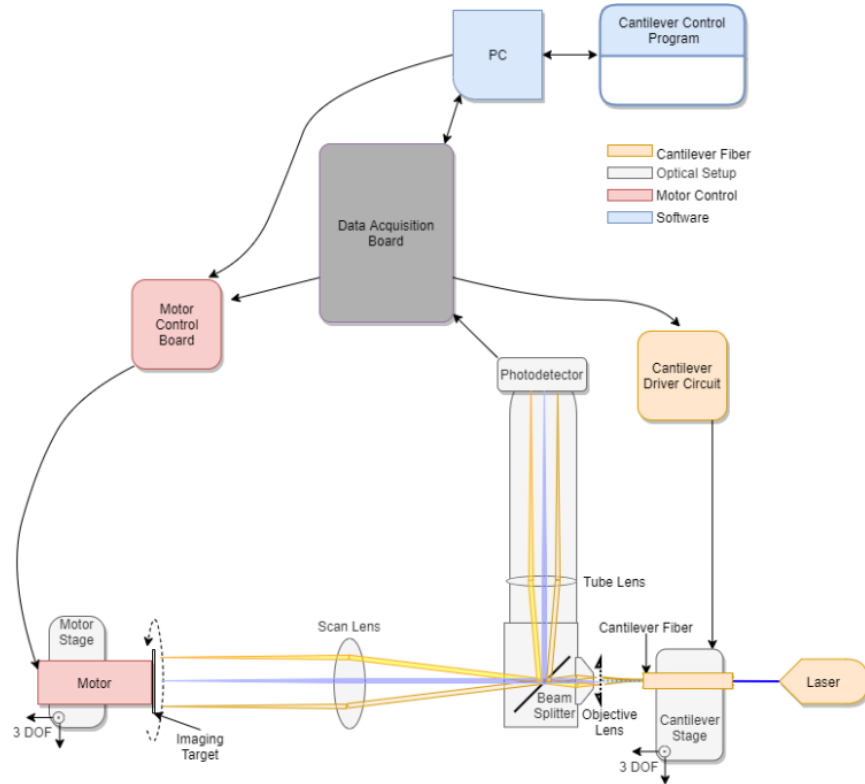 Cantilever Control
Program
PC
Cantilever Fiber
Optical Setup
Motor Control
Software
Data Acquisition
Board
Motor
Control
Board
Cantilever
Driver Circuit
Photodetector
Tube Lens
Motor
Stage
Scan Lens
Cantilever Fiber
Motor
Laser
Beam
Splitter
Objective
Lens
Cantilever
Stage
3 DOF
Imaging
Target
3 DOF